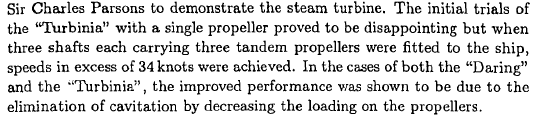 Sir Charles Parsons to demonstrate the steam turbine. The initial trials of
the “Turbinia” with a single propeller proved to be disappointing but when
three shafts each carrying three tandem propellers were fitted to the ship,
speeds in excess of 34 knots were achieved. In the cases of both the “Daring”
and the “Turbinia”, the improved performance was shown to be due to the
elimination of cavitation by decreasing the loading on the propellers.